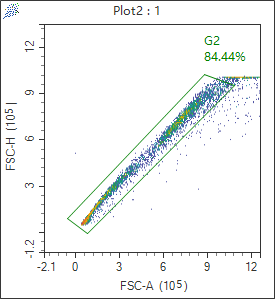 Plot2 : 1
G2
84.44%
12
9
6
3
-1.2
FSC-H (10⁵)
-2.1 0 3 6 9 12
FSC-A (10⁵)